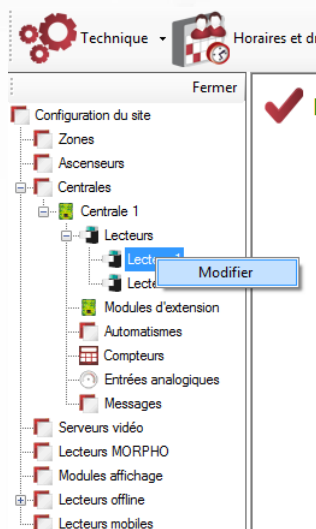 Technique
Horaires et d
Fermer
Configuration du site
Zones
Ascenseurs
Centrales
Centrale 1
Lecteurs
Modifier
Modules d'extension
Automatismes
Compteurs
Entrées analogiques
Messages
Serveurs vidéo
Lecteurs MORPHO
Modules affichage
Lecteurs offline
Lecteurs mobiles